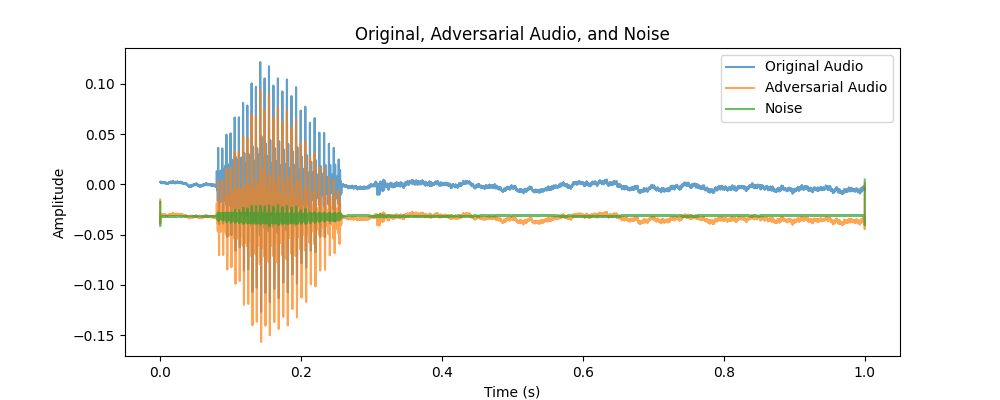 Original, Adversarial Audio, and Noise
Original Audio
Adversarial Audio
Noise
Amplitude
0.10
0.05
0.00
−0.05
−0.10
−0.15
0.0 0.2 0.4 0.6 0.8 1.0
Time (s)